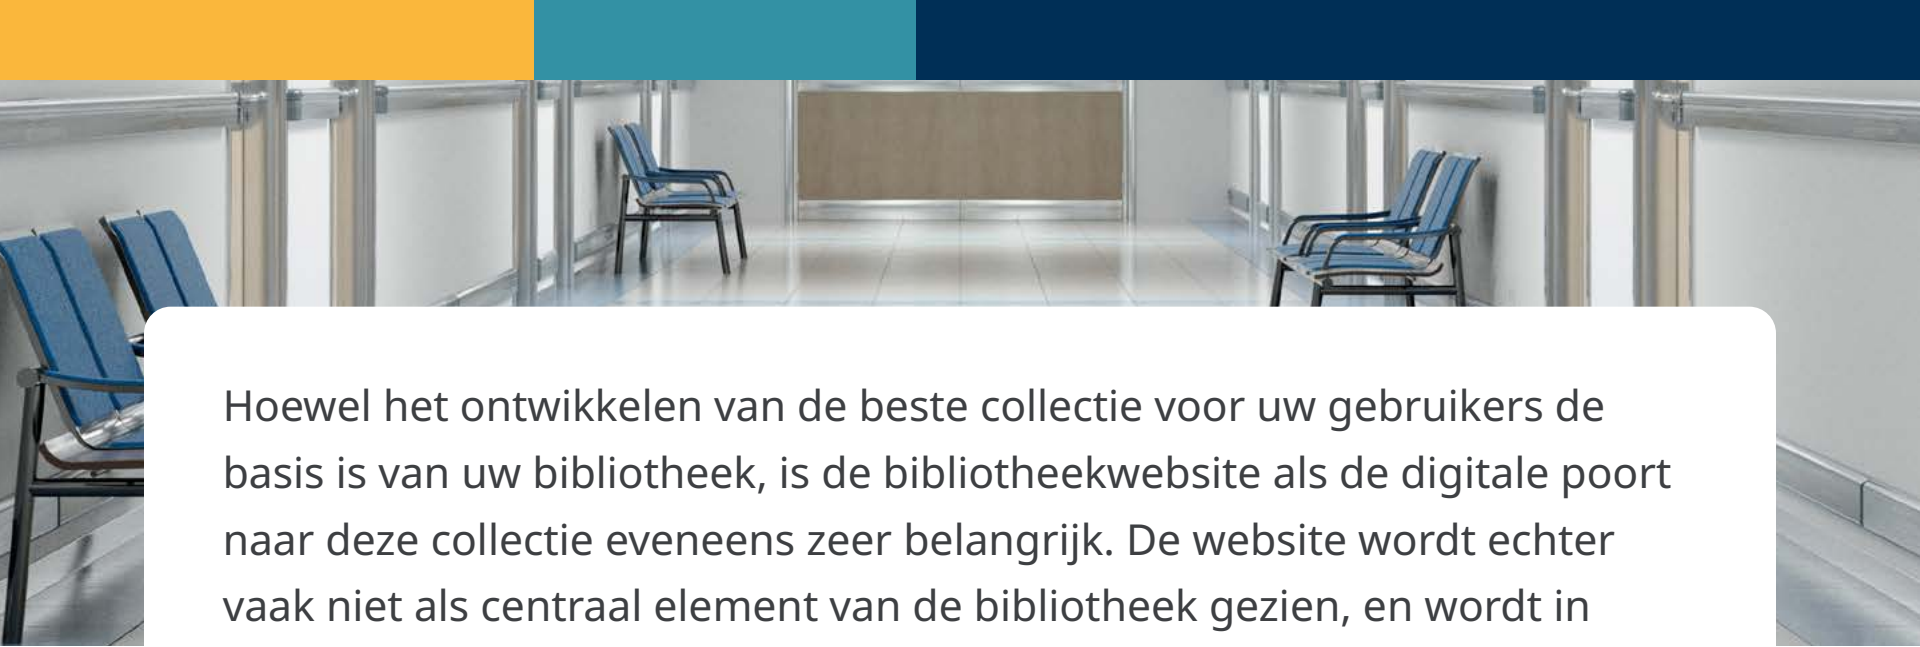 Hoewel het ontwikkelen van de beste collectie voor uw gebruikers de
basis is van uw bibliotheek, is de bibliotheekwebsite als de digitale poort
naar deze collectie eveneens zeer belangrijk. De website wordt echter
vaak niet als centraal element van de bibliotheek gezien, en wordt in